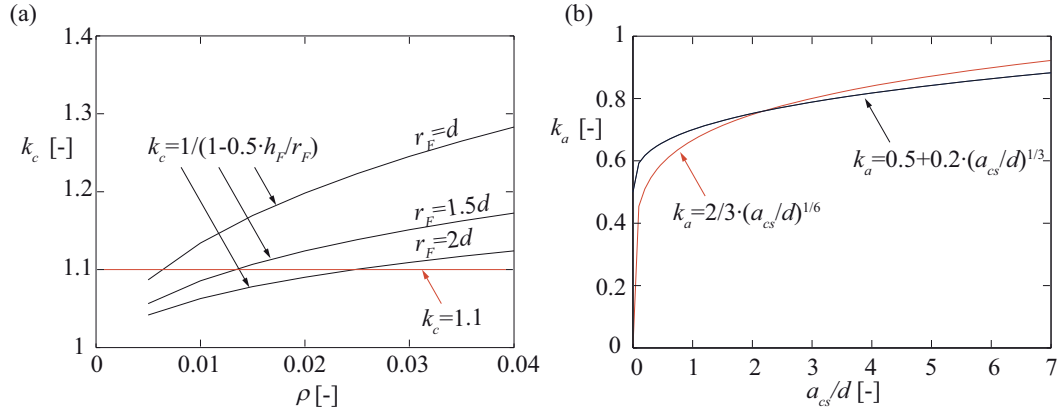 (a)
1.4
1.3
1.2
1.1
1
k_c [-]
k_c=1/(1-0.5·h_F/r_F)
r_F=d
r_F=1.5d
r_F=2d
k_c=1.1
0 0.01 0.02 0.03 0.04
ρ [-]
(b)
1
0.8
0.6
0.4
0.2
0
k_a [-]
k_a=0.5+0.2·(a_cs/d)^1/3
k_a=2/3·(a_cs/d)^1/6
0 1 2 3 4 5 6 7
a_cs/d [-]